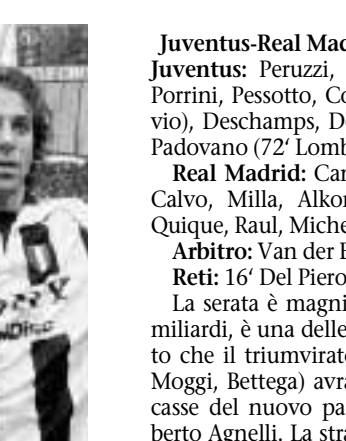 Juventus-Real Mad
Juventus: Peruzzi,
Porrini, Pessotto, Co
vio), Deschamps, D
Padovano (72‘ Lomb
Real Madrid: Can
Calvo, Milla, Alkor
Quique, Raul, Miche
Arbitro: Van der E
Reti: 16‘ Del Piero
La serata è magni
miliardi, è una delle
to che il triumvirat
Moggi, Bettega) avra
casse del nuovo pa
berto Agnelli. La stra